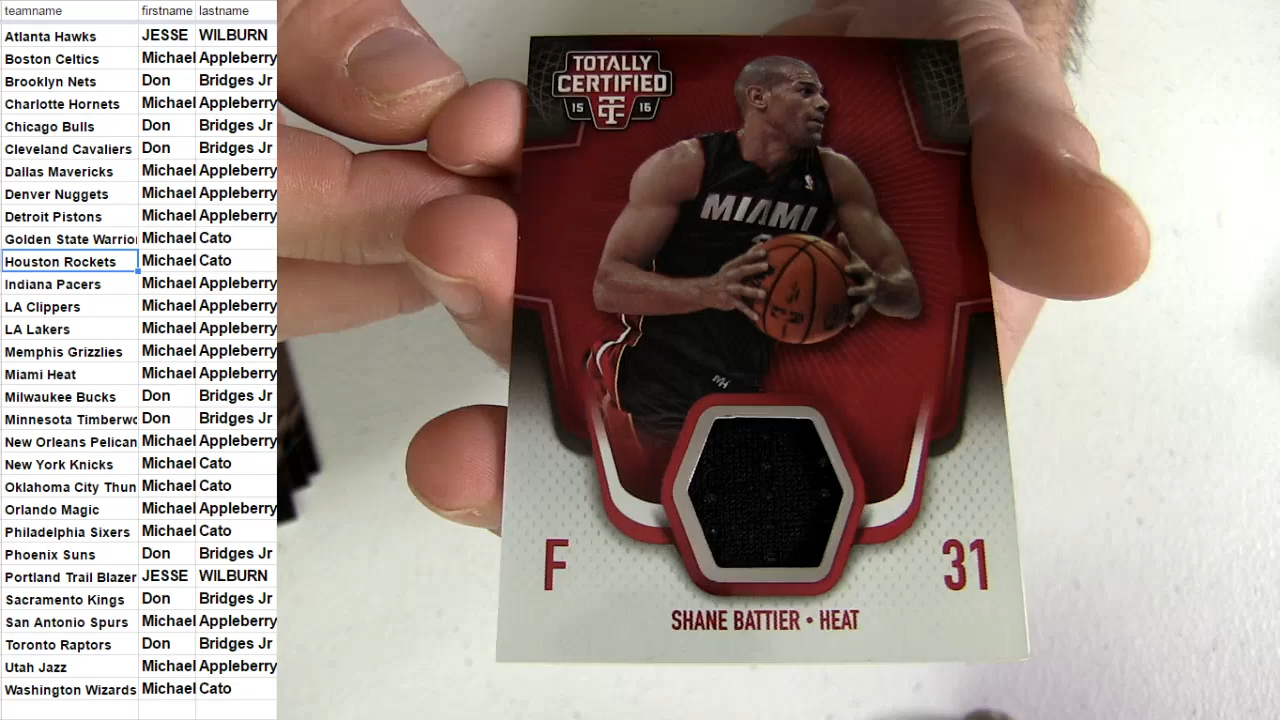 teamname firstname lastname
Atlanta Hawks JESSE WILBURN
Boston Celtics Michael Appleberry
Brooklyn Nets Don Bridges Jr
Charlotte Hornets Michael Appleberry
Chicago Bulls Don Bridges Jr
Cleveland Cavaliers Don Bridges Jr
Dallas Mavericks Michael Appleberry
Denver Nuggets Michael Appleberry
Detroit Pistons Michael Appleberry
Golden State Warrio Michael Cato
Houston Rockets Michael Cato
Indiana Pacers Michael Appleberry
LA Clippers Michael Appleberry
LA Lakers Michael Appleberry
Memphis Grizzlies Michael Appleberry
Miami Heat Michael Appleberry
Milwaukee Bucks Don Bridges Jr
Minnesota Timberwo Don Bridges Jr
New Orleans Pelican Michael Appleberry
New York Knicks Michael Cato
Oklahoma City Thun Michael Cato
Orlando Magic Michael Appleberry
Philadelphia Sixers Michael Cato
Phoenix Suns Don Bridges Jr
Portland Trail Blazer JESSE WILBURN
Sacramento Kings Don Bridges Jr
San Antonio Spurs Michael Appleberry
Toronto Raptors Don Bridges Jr
Utah Jazz Michael Appleberry
Washington Wizards Michael Cato
TOTALLY
CERTIFIED
15 16
MIAMI
F 31
SHANE BATTIER • HEAT